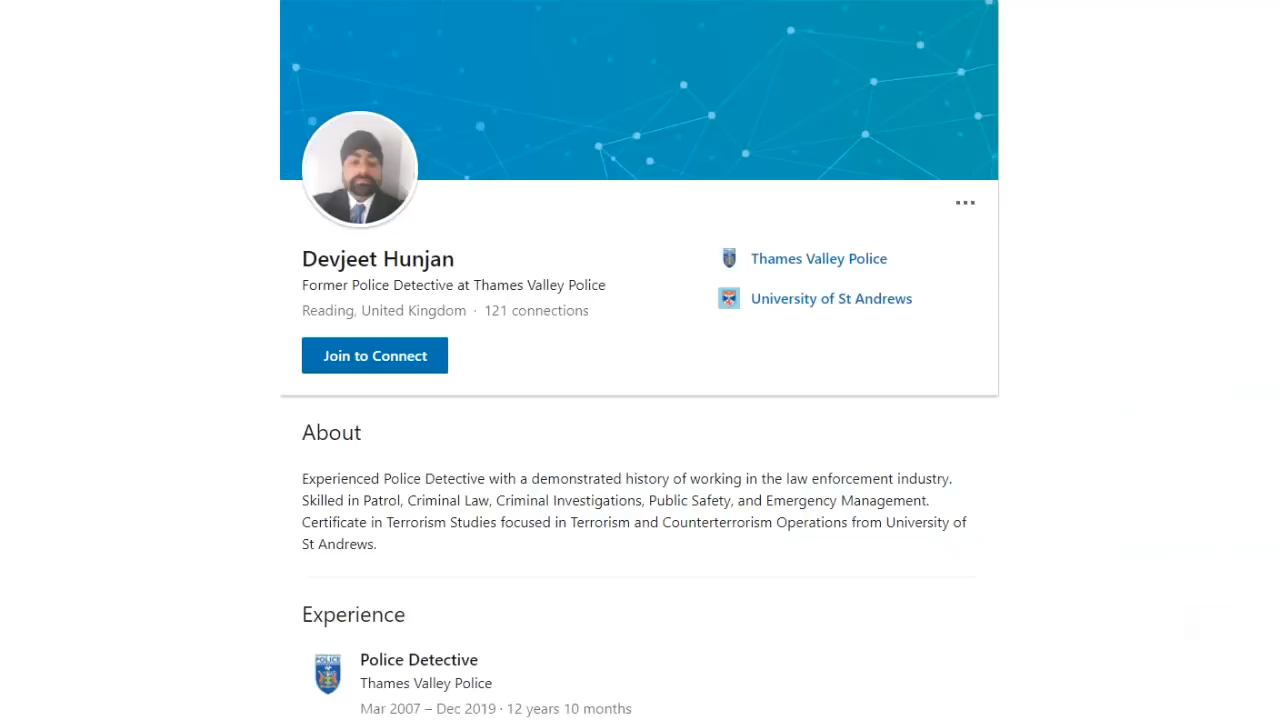 Devjeet Hunjan
Former Police Detective at Thames Valley Police
Reading, United Kingdom · 121 connections
Join to Connect
Thames Valley Police
University of St Andrews
About
Experienced Police Detective with a demonstrated history of working in the law enforcement industry.
Skilled in Patrol, Criminal Law, Criminal Investigations, Public Safety, and Emergency Management.
Certificate in Terrorism Studies focused in Terrorism and Counterterrorism Operations from University of
St Andrews.
Experience
POLICE
Police Detective
Thames Valley Police
Mar 2007 – Dec 2019 · 12 years 10 months